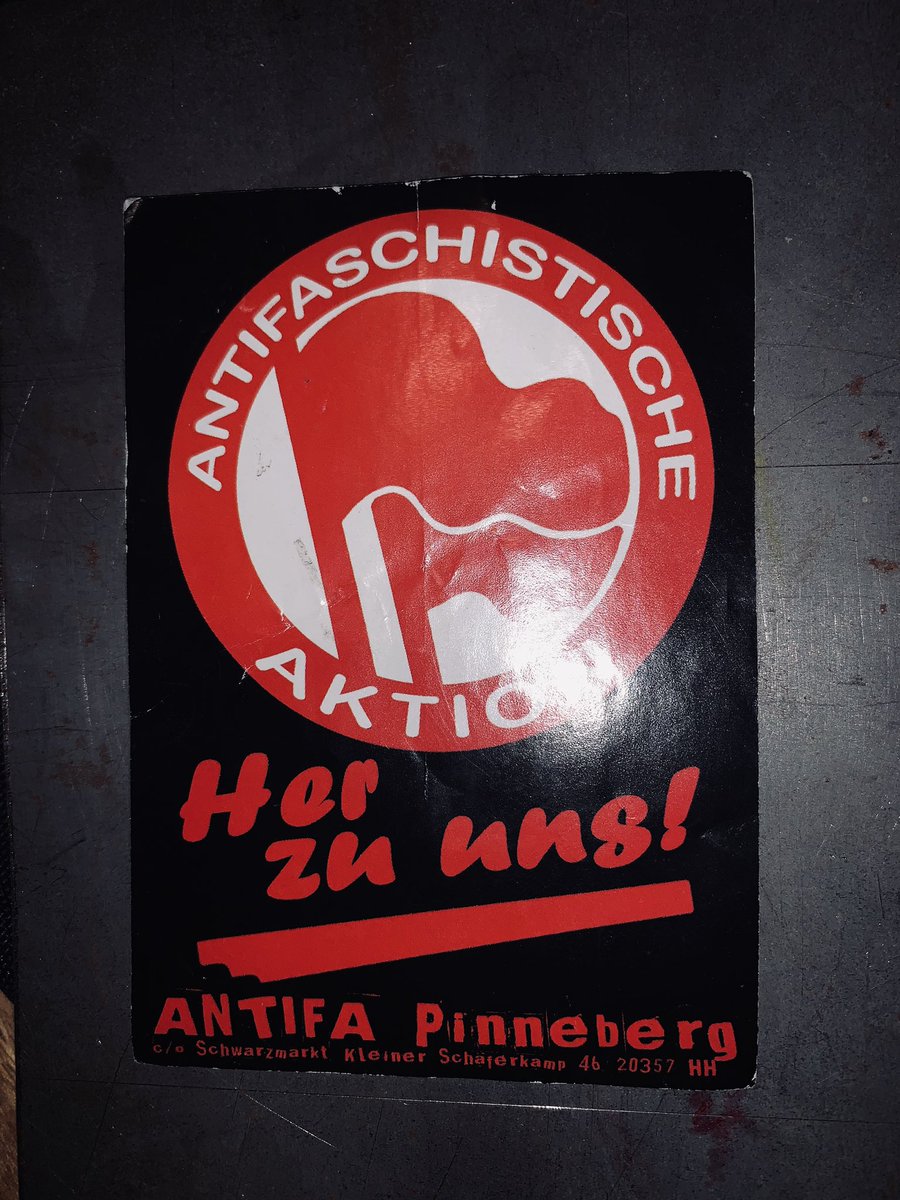 ANTIFASCHISTISCHE
AKTION
Her
zu uns!
ANTIFA Pinneberg
c/o Schwarzmarkt Kleiner Schäferkamp 46 20357 HH